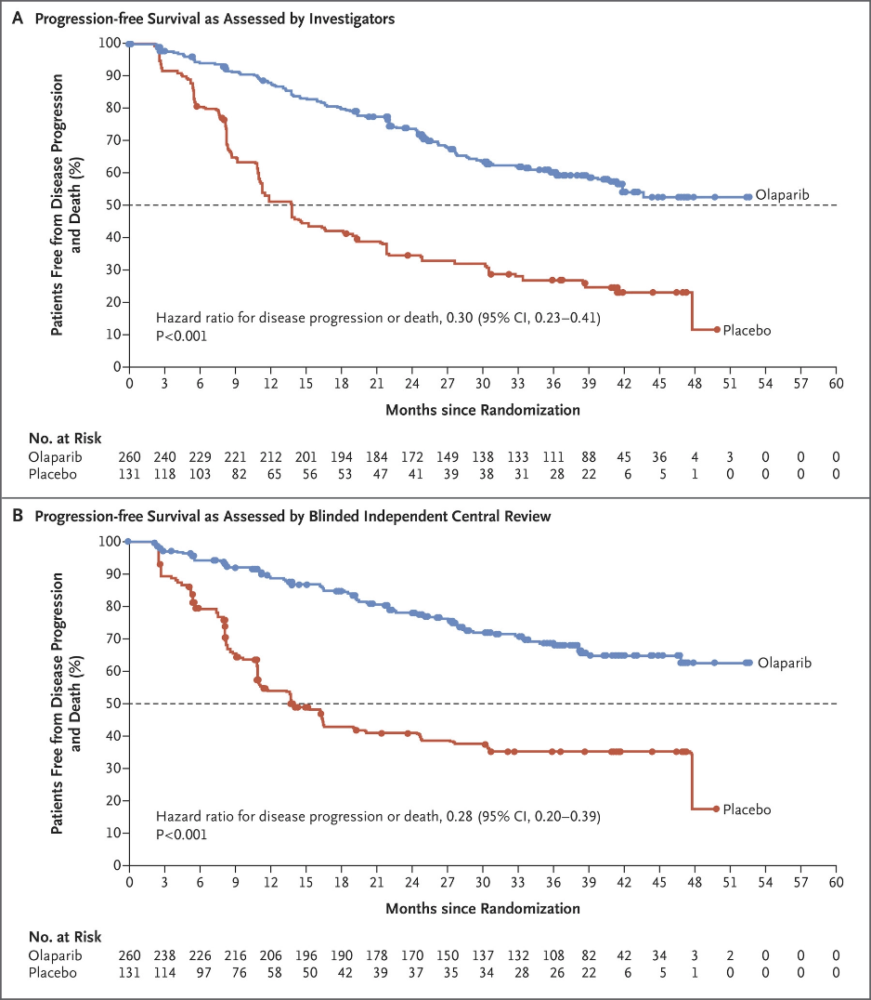 A Progression-free Survival as Assessed by Investigators
Patients Free from Disease Progression
and Death (%)
100
90
80
70
60
50
40
30
20
10
0
Olaparib
Placebo
Hazard ratio for disease progression or death, 0.30 (95% CI, 0.23–0.41)
P<0.001
0 3 6 9 12 15 18 21 24 27 30 33 36 39 42 45 48 51 54 57 60
Months since Randomization
No. at Risk
Olaparib 260 240 229 221 212 201 194 184 172 149 138 133 111 88 45 36 4 3 0 0 0
Placebo 131 118 103 82 65 56 53 47 41 39 38 31 28 22 6 5 1 0 0 0 0
B Progression-free Survival as Assessed by Blinded Independent Central Review
Patients Free from Disease Progression
and Death (%)
100
90
80
70
60
50
40
30
20
10
0
Olaparib
Placebo
Hazard ratio for disease progression or death, 0.28 (95% CI, 0.20–0.39)
P<0.001
0 3 6 9 12 15 18 21 24 27 30 33 36 39 42 45 48 51 54 57 60
Months since Randomization
No. at Risk
Olaparib 260 238 226 216 206 196 190 178 170 150 137 132 108 82 42 34 3 2 0 0 0
Placebo 131 114 97 76 58 50 42 39 37 35 34 28 26 22 6 5 1 0 0 0 0